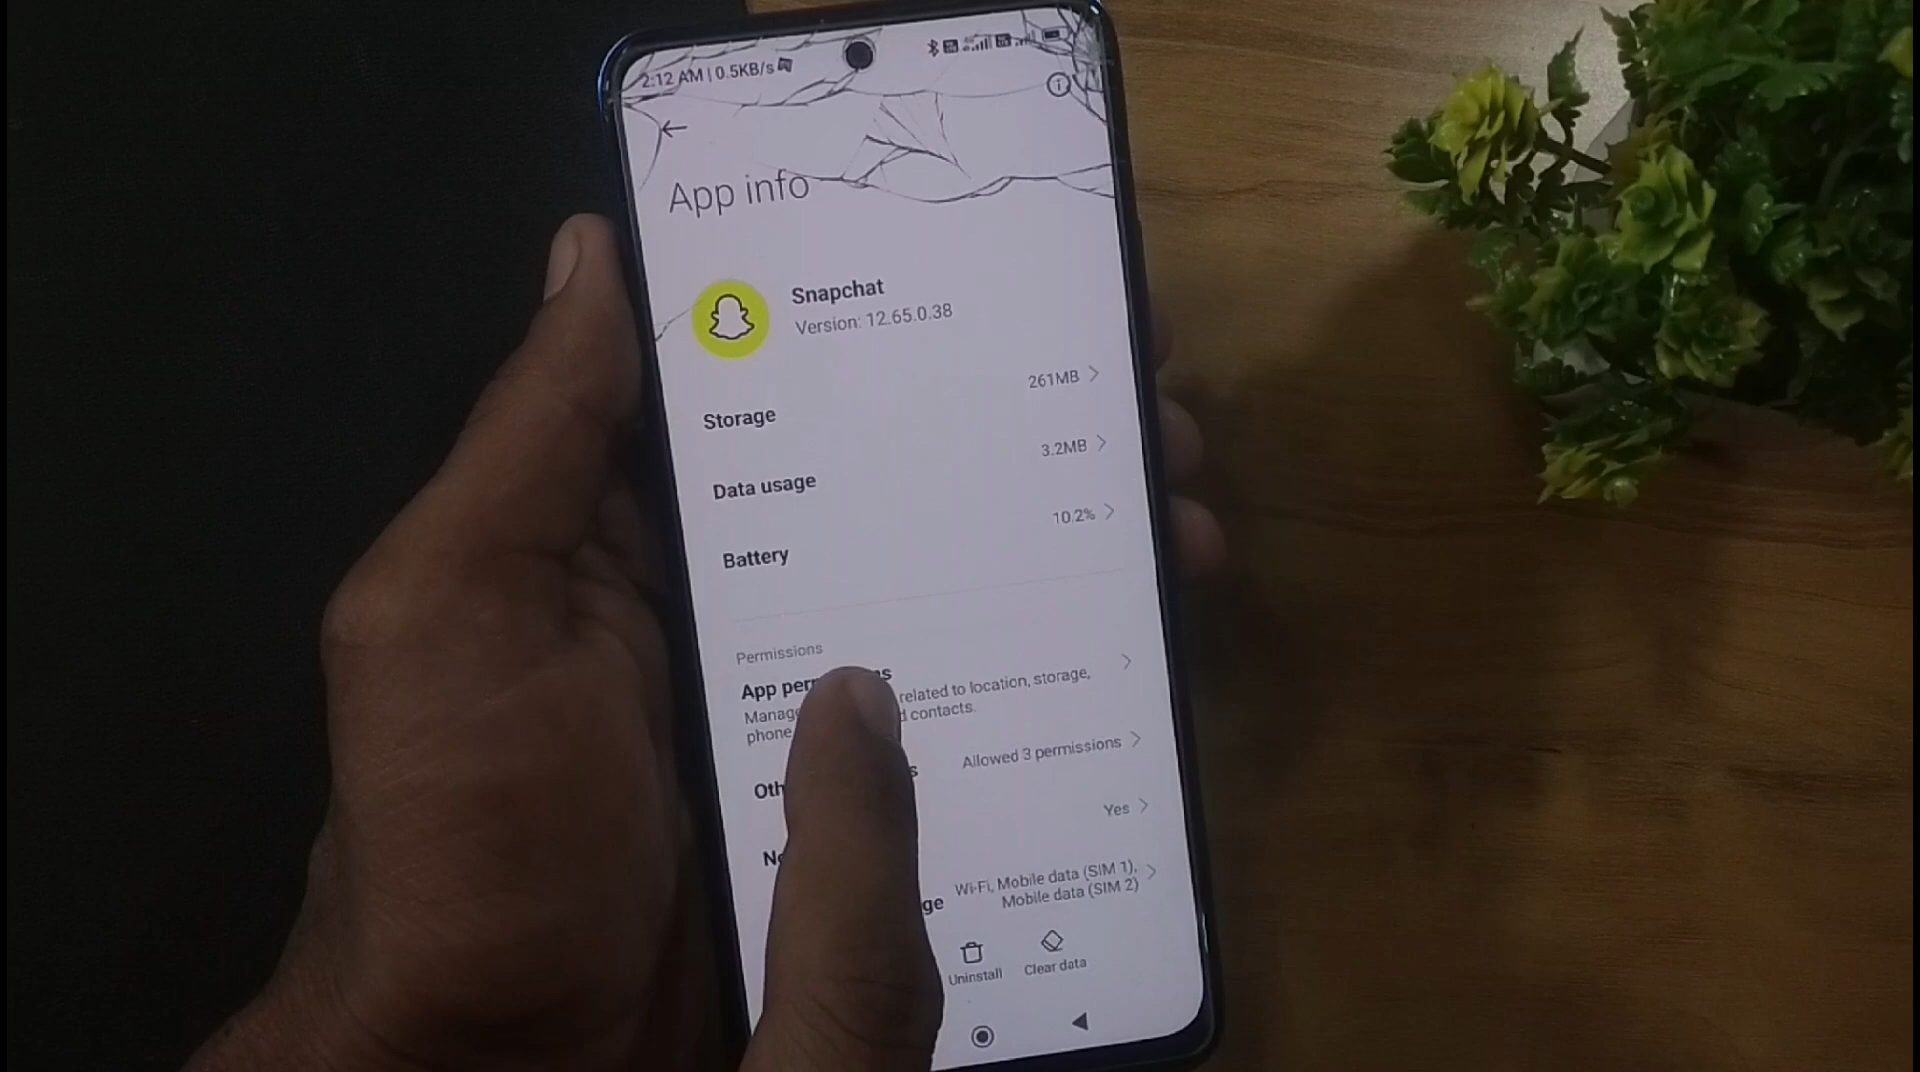 2:12 AM | 0.5KB/s
App info
Snapchat
Version: 12.65.0.38
Storage 261MB
Data usage 3.2MB
Battery 10.2%
Permissions
App per s
Manag related to location, storage,
phone d contacts.
Oth s Allowed 3 permissions
No Yes
ge Wi-Fi, Mobile data (SIM 1),
Mobile data (SIM 2)
Uninstall Clear data